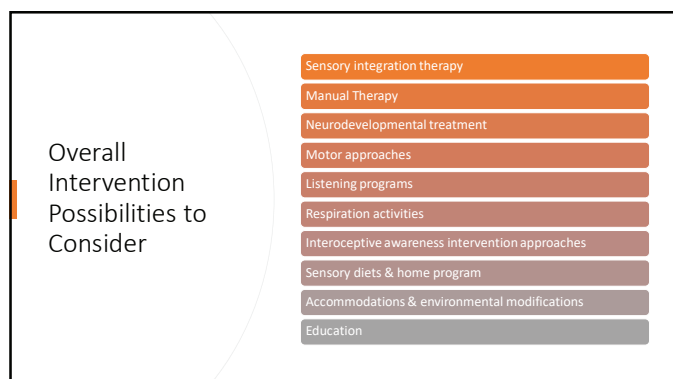 Overall
Intervention
Possibilities to
Consider
Sensory integration therapy
Manual Therapy
Neurodevelopmental treatment
Motor approaches
Listening programs
Respiration activities
Interoceptive awareness intervention approaches
Sensory diets & home program
Accommodations & environmental modifications
Education